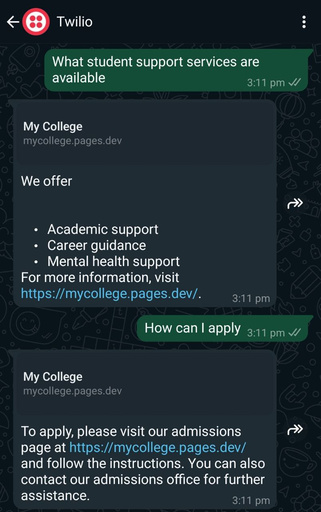 Twilio
What student support services are
available
3:11 pm
My College
mycollege.pages.dev
We offer
• Academic support
• Career guidance
• Mental health support
For more information, visit
https://mycollege.pages.dev/.
3:11 pm
How can I apply
3:11 pm
My College
mycollege.pages.dev
To apply, please visit our admissions
page at https://mycollege.pages.dev/
and follow the instructions. You can also
contact our admissions office for further
assistance.
3:11 pm